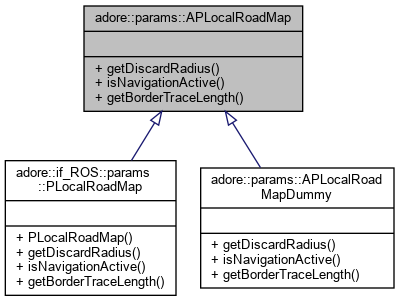 adore::params::APLocalRoadMap
+ getDiscardRadius()
+ isNavigationActive()
+ getBorderTraceLength()
adore::if_ROS::params
::PLocalRoadMap
+ PLocalRoadMap()
+ getDiscardRadius()
+ isNavigationActive()
+ getBorderTraceLength()
adore::params::APLocalRoad
MapDummy
+ getDiscardRadius()
+ isNavigationActive()
+ getBorderTraceLength()